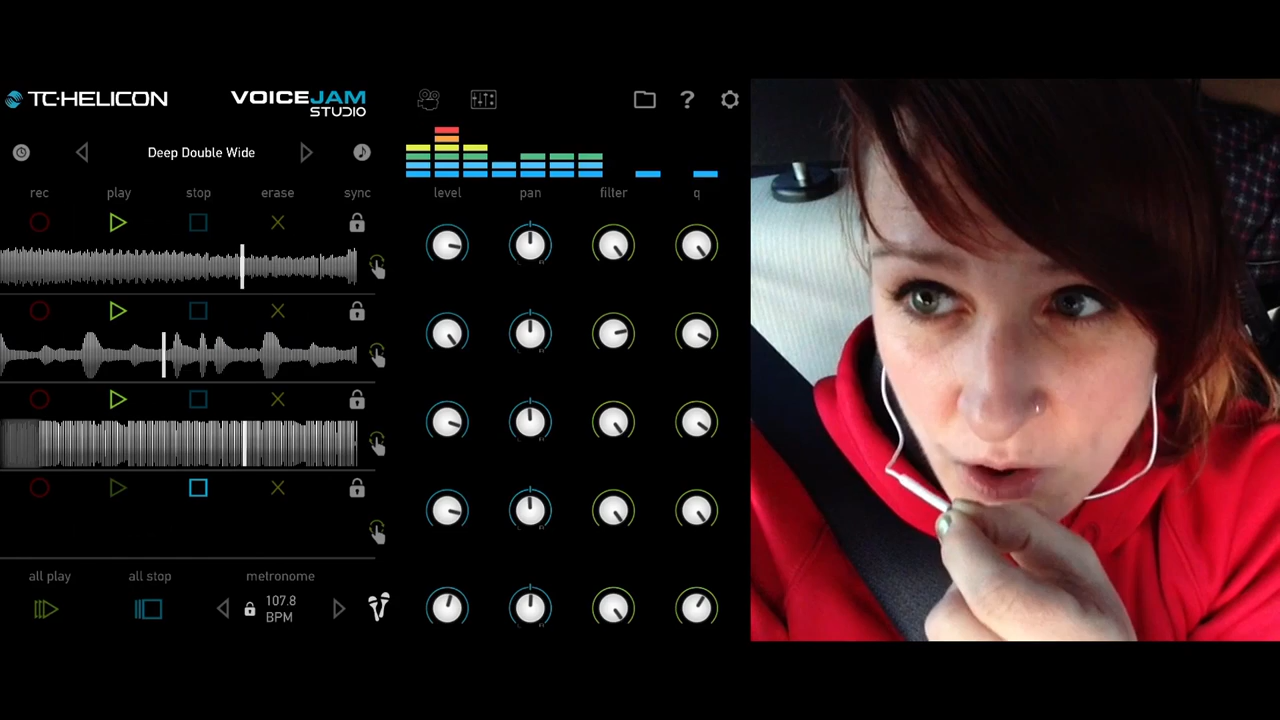 TC·HELICON
VOICEJAM
STUDIO
?
Deep Double Wide
rec play stop erase sync
level pan filter q
all play all stop metronome
107.8
BPM